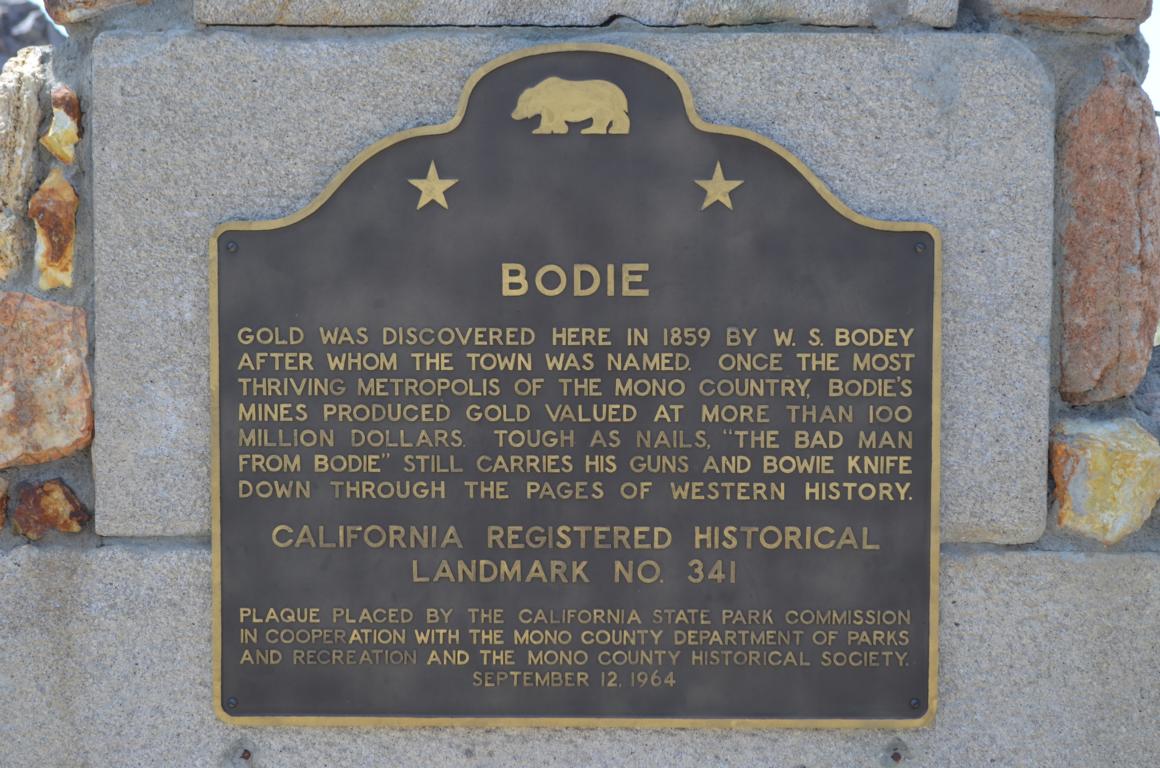 BODIE
GOLD WAS DISCOVERED HERE IN 1859 BY W. S. BODEY
AFTER WHOM THE TOWN WAS NAMED. ONCE THE MOST
THRIVING METROPOLIS OF THE MONO COUNTRY, BODIE'S
MINES PRODUCED GOLD VALUED AT MORE THAN 100
MILLION DOLLARS. TOUGH AS NAILS, "THE BAD MAN
FROM BODIE" STILL CARRIES HIS GUNS AND BOWIE KNIFE
DOWN THROUGH THE PAGES OF WESTERN HISTORY.
CALIFORNIA REGISTERED HISTORICAL
LANDMARK NO. 341
PLAQUE PLACED BY THE CALIFORNIA STATE PARK COMMISSION
IN COOPERATION WITH THE MONO COUNTY DEPARTMENT OF PARKS
AND RECREATION AND THE MONO COUNTY HISTORICAL SOCIETY.
SEPTEMBER 12, 1964